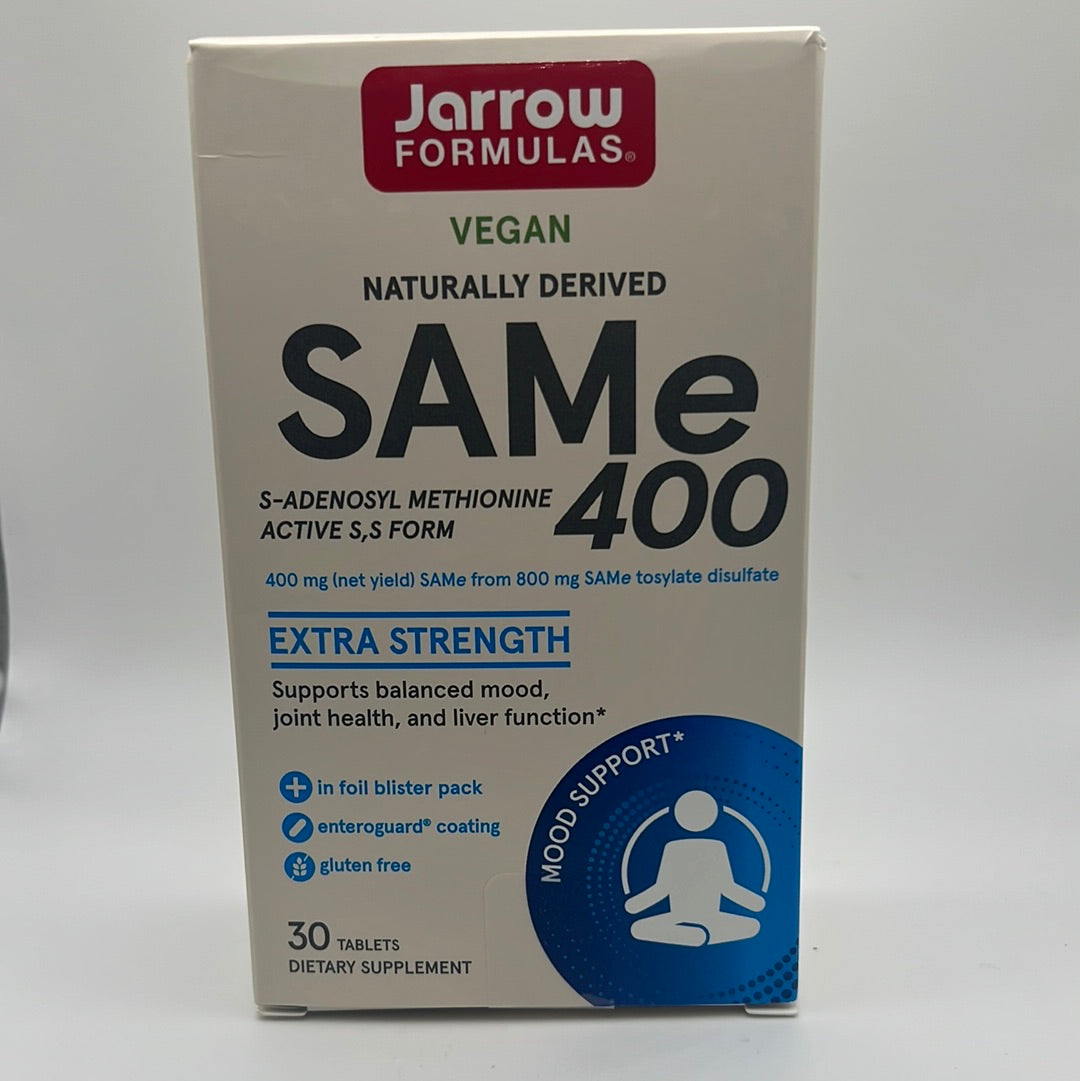 Jarrow
FORMULAS®
VEGAN
NATURALLY DERIVED
SAMe
400
S-ADENOSYL METHIONINE
ACTIVE S,S FORM
400 mg (net yield) SAMe from 800 mg SAMe tosylate disulfate
EXTRA STRENGTH
Supports balanced mood,
joint health, and liver function*
MOOD SUPPORT*
in foil blister pack
enteroguard® coating
gluten free
30 TABLETS
DIETARY SUPPLEMENT